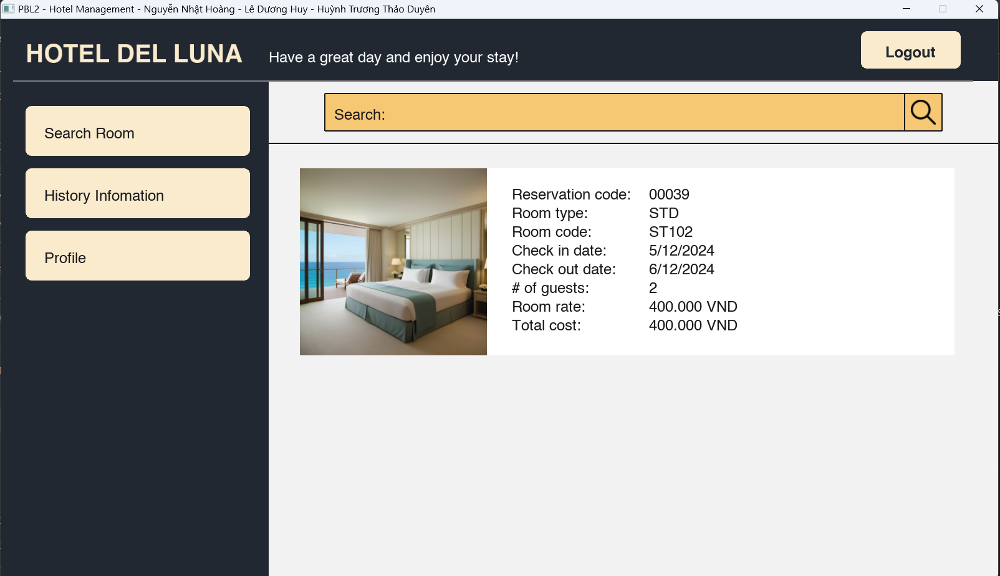 PBL2 - Hotel Management - Nguyễn Nhật Hoàng - Lê Dương Huy - Huỳnh Trương Thảo Duyên
HOTEL DEL LUNA
Have a great day and enjoy your stay!
Logout
Search:
Search Room
History Infomation
Profile
Reservation code: 00039
Room type: STD
Room code: ST102
Check in date: 5/12/2024
Check out date: 6/12/2024
# of guests: 2
Room rate: 400.000 VND
Total cost: 400.000 VND